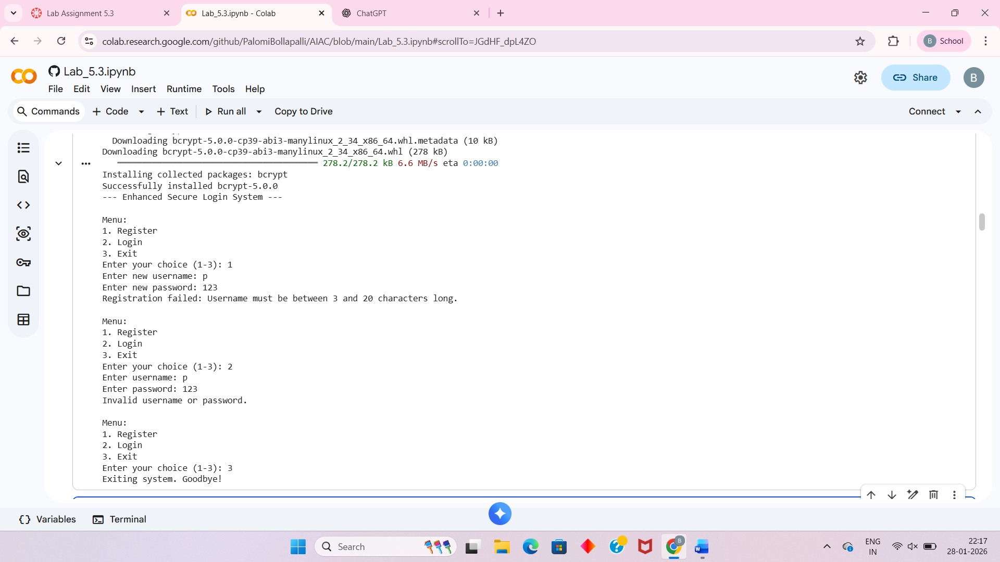 Lab Assignment 5.3
Lab_5.3.ipynb - Colab
ChatGPT
colab.research.google.com/github/PalomiBollapalli/AIAC/blob/main/Lab_5.3.ipynb#scrollTo=JGdHF_dpL4ZO
B School
Lab_5.3.ipynb
File Edit View Insert Runtime Tools Help
Share
B
Commands + Code + Text Run all Copy to Drive
Connect
Downloading bcrypt-5.0.0-cp39-abi3-manylinux_2_34_x86_64.whl.metadata (10 kB)
Downloading bcrypt-5.0.0-cp39-abi3-manylinux_2_34_x86_64.whl (278 kB)
278.2/278.2 kB 6.6 MB/s eta 0:00:00
Installing collected packages: bcrypt
Successfully installed bcrypt-5.0.0
--- Enhanced Secure Login System ---
Menu:
1. Register
2. Login
3. Exit
Enter your choice (1-3): 1
Enter new username: p
Enter new password: 123
Registration failed: Username must be between 3 and 20 characters long.
Menu:
1. Register
2. Login
3. Exit
Enter your choice (1-3): 2
Enter username: p
Enter password: 123
Invalid username or password.
Menu:
1. Register
2. Login
3. Exit
Enter your choice (1-3): 3
Exiting system. Goodbye!
Variables
Terminal
Search
ENG
IN
22:17
28-01-2026